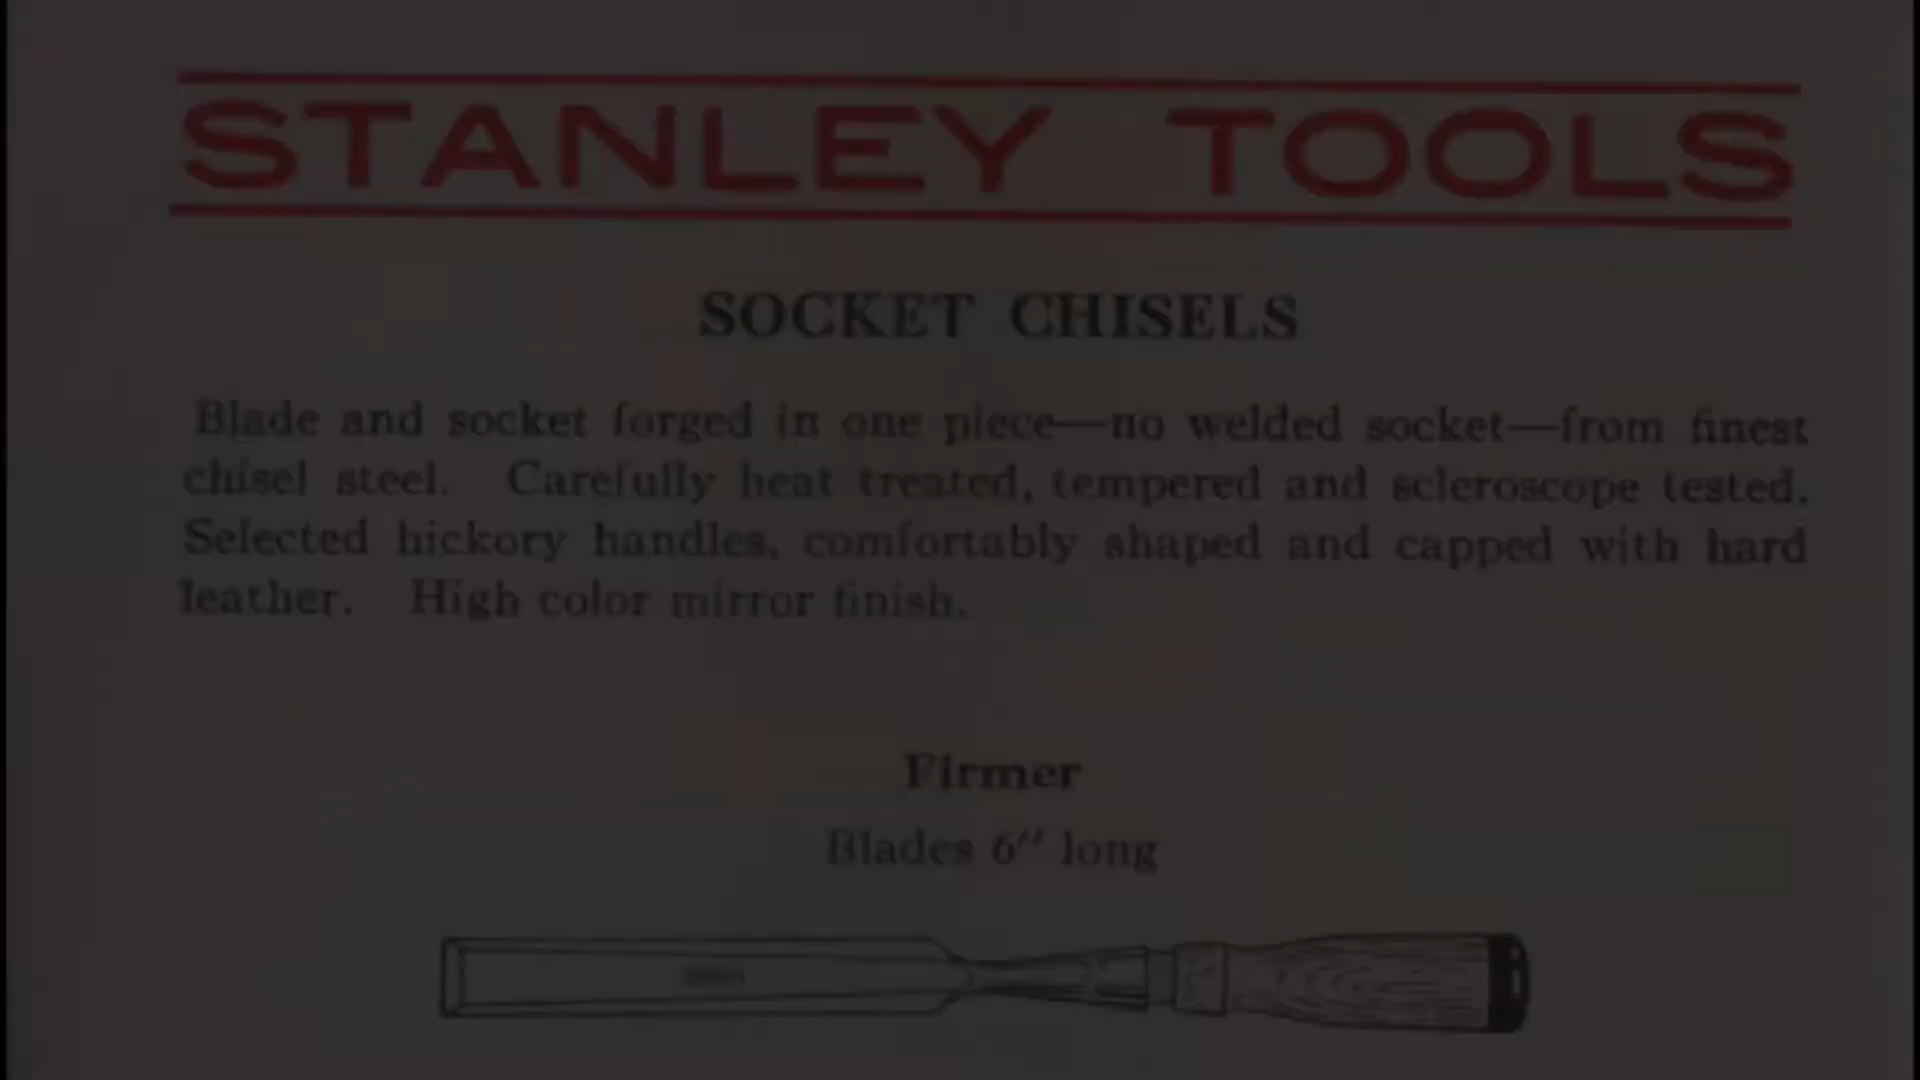 STANLEY TOOLS
SOCKET CHISELS
Blade and socket forged in one piece—no welded socket—from finest
chisel steel. Carefully heat treated, tempered and scleroscope tested.
Selected hickory handles, comfortably shaped and capped with hard
leather. High color mirror finish.
Firmer
Blades 6" long